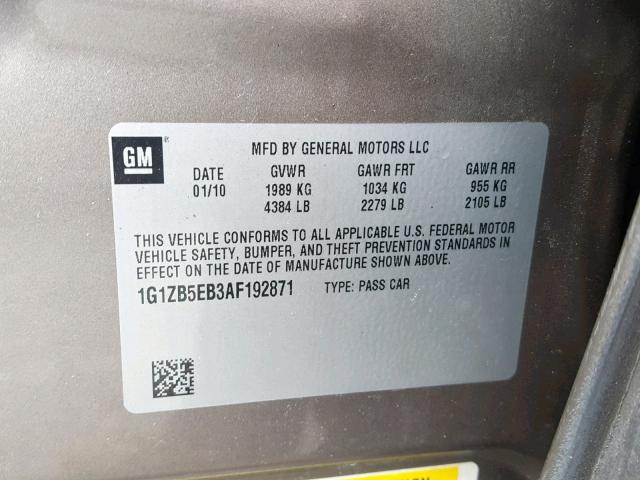 GM
MFD BY GENERAL MOTORS LLC
DATE GVWR GAWR FRT GAWR RR
01/10 1989 KG 1034 KG 955 KG
4384 LB 2279 LB 2105 LB
THIS VEHICLE CONFORMS TO ALL APPLICABLE U.S. FEDERAL MOTOR
VEHICLE SAFETY, BUMPER, AND THEFT PREVENTION STANDARDS IN
EFFECT ON THE DATE OF MANUFACTURE SHOWN ABOVE.
1G1ZB5EB3AF192871 TYPE: PASS CAR